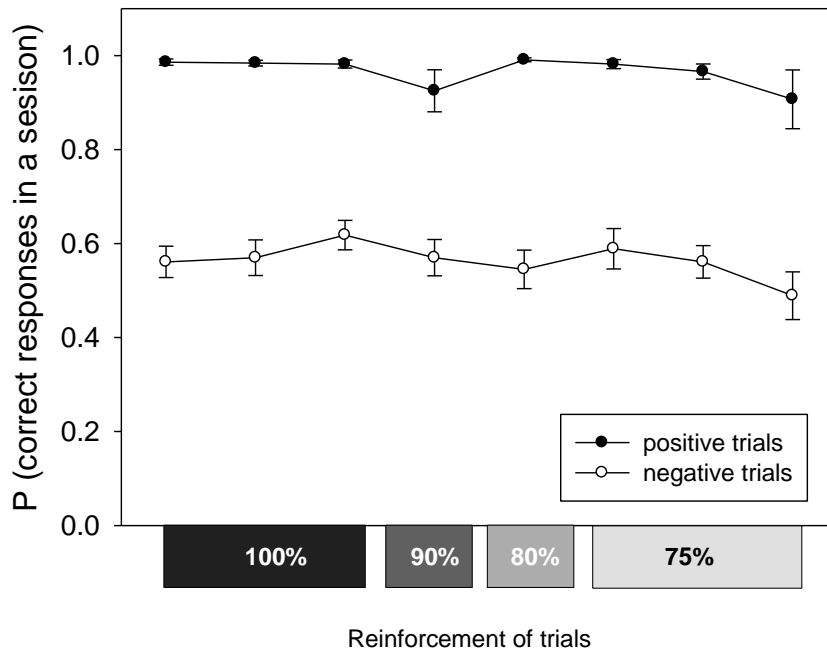 P (correct responses in a sesison)
1.0
0.8
0.6
0.4
0.2
0.0
positive trials
negative trials
100% 90% 80% 75%
Reinforcement of trials